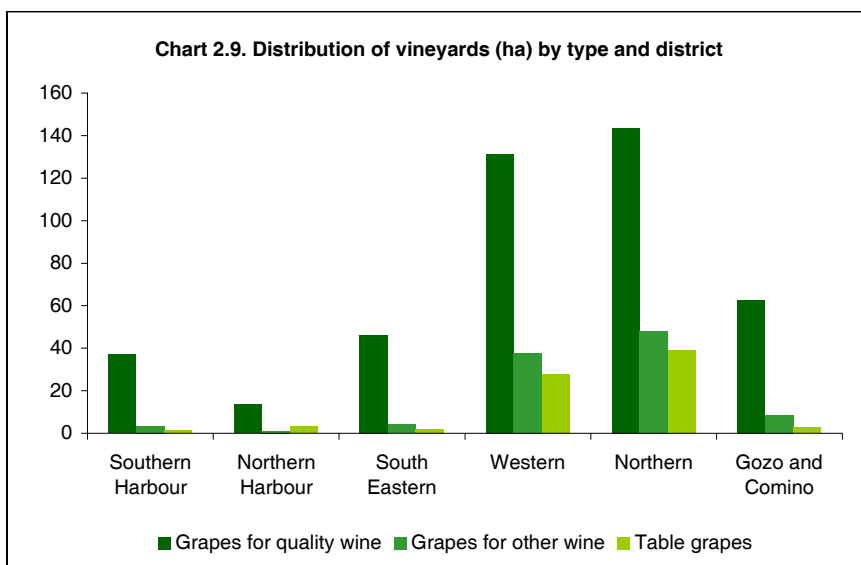 Chart 2.9. Distribution of vineyards (ha) by type and district
160
140
120
100
80
60
40
20
0
Southern Harbour
Northern Harbour
South Eastern
Western
Northern
Gozo and Comino
Grapes for quality wine Grapes for other wine Table grapes